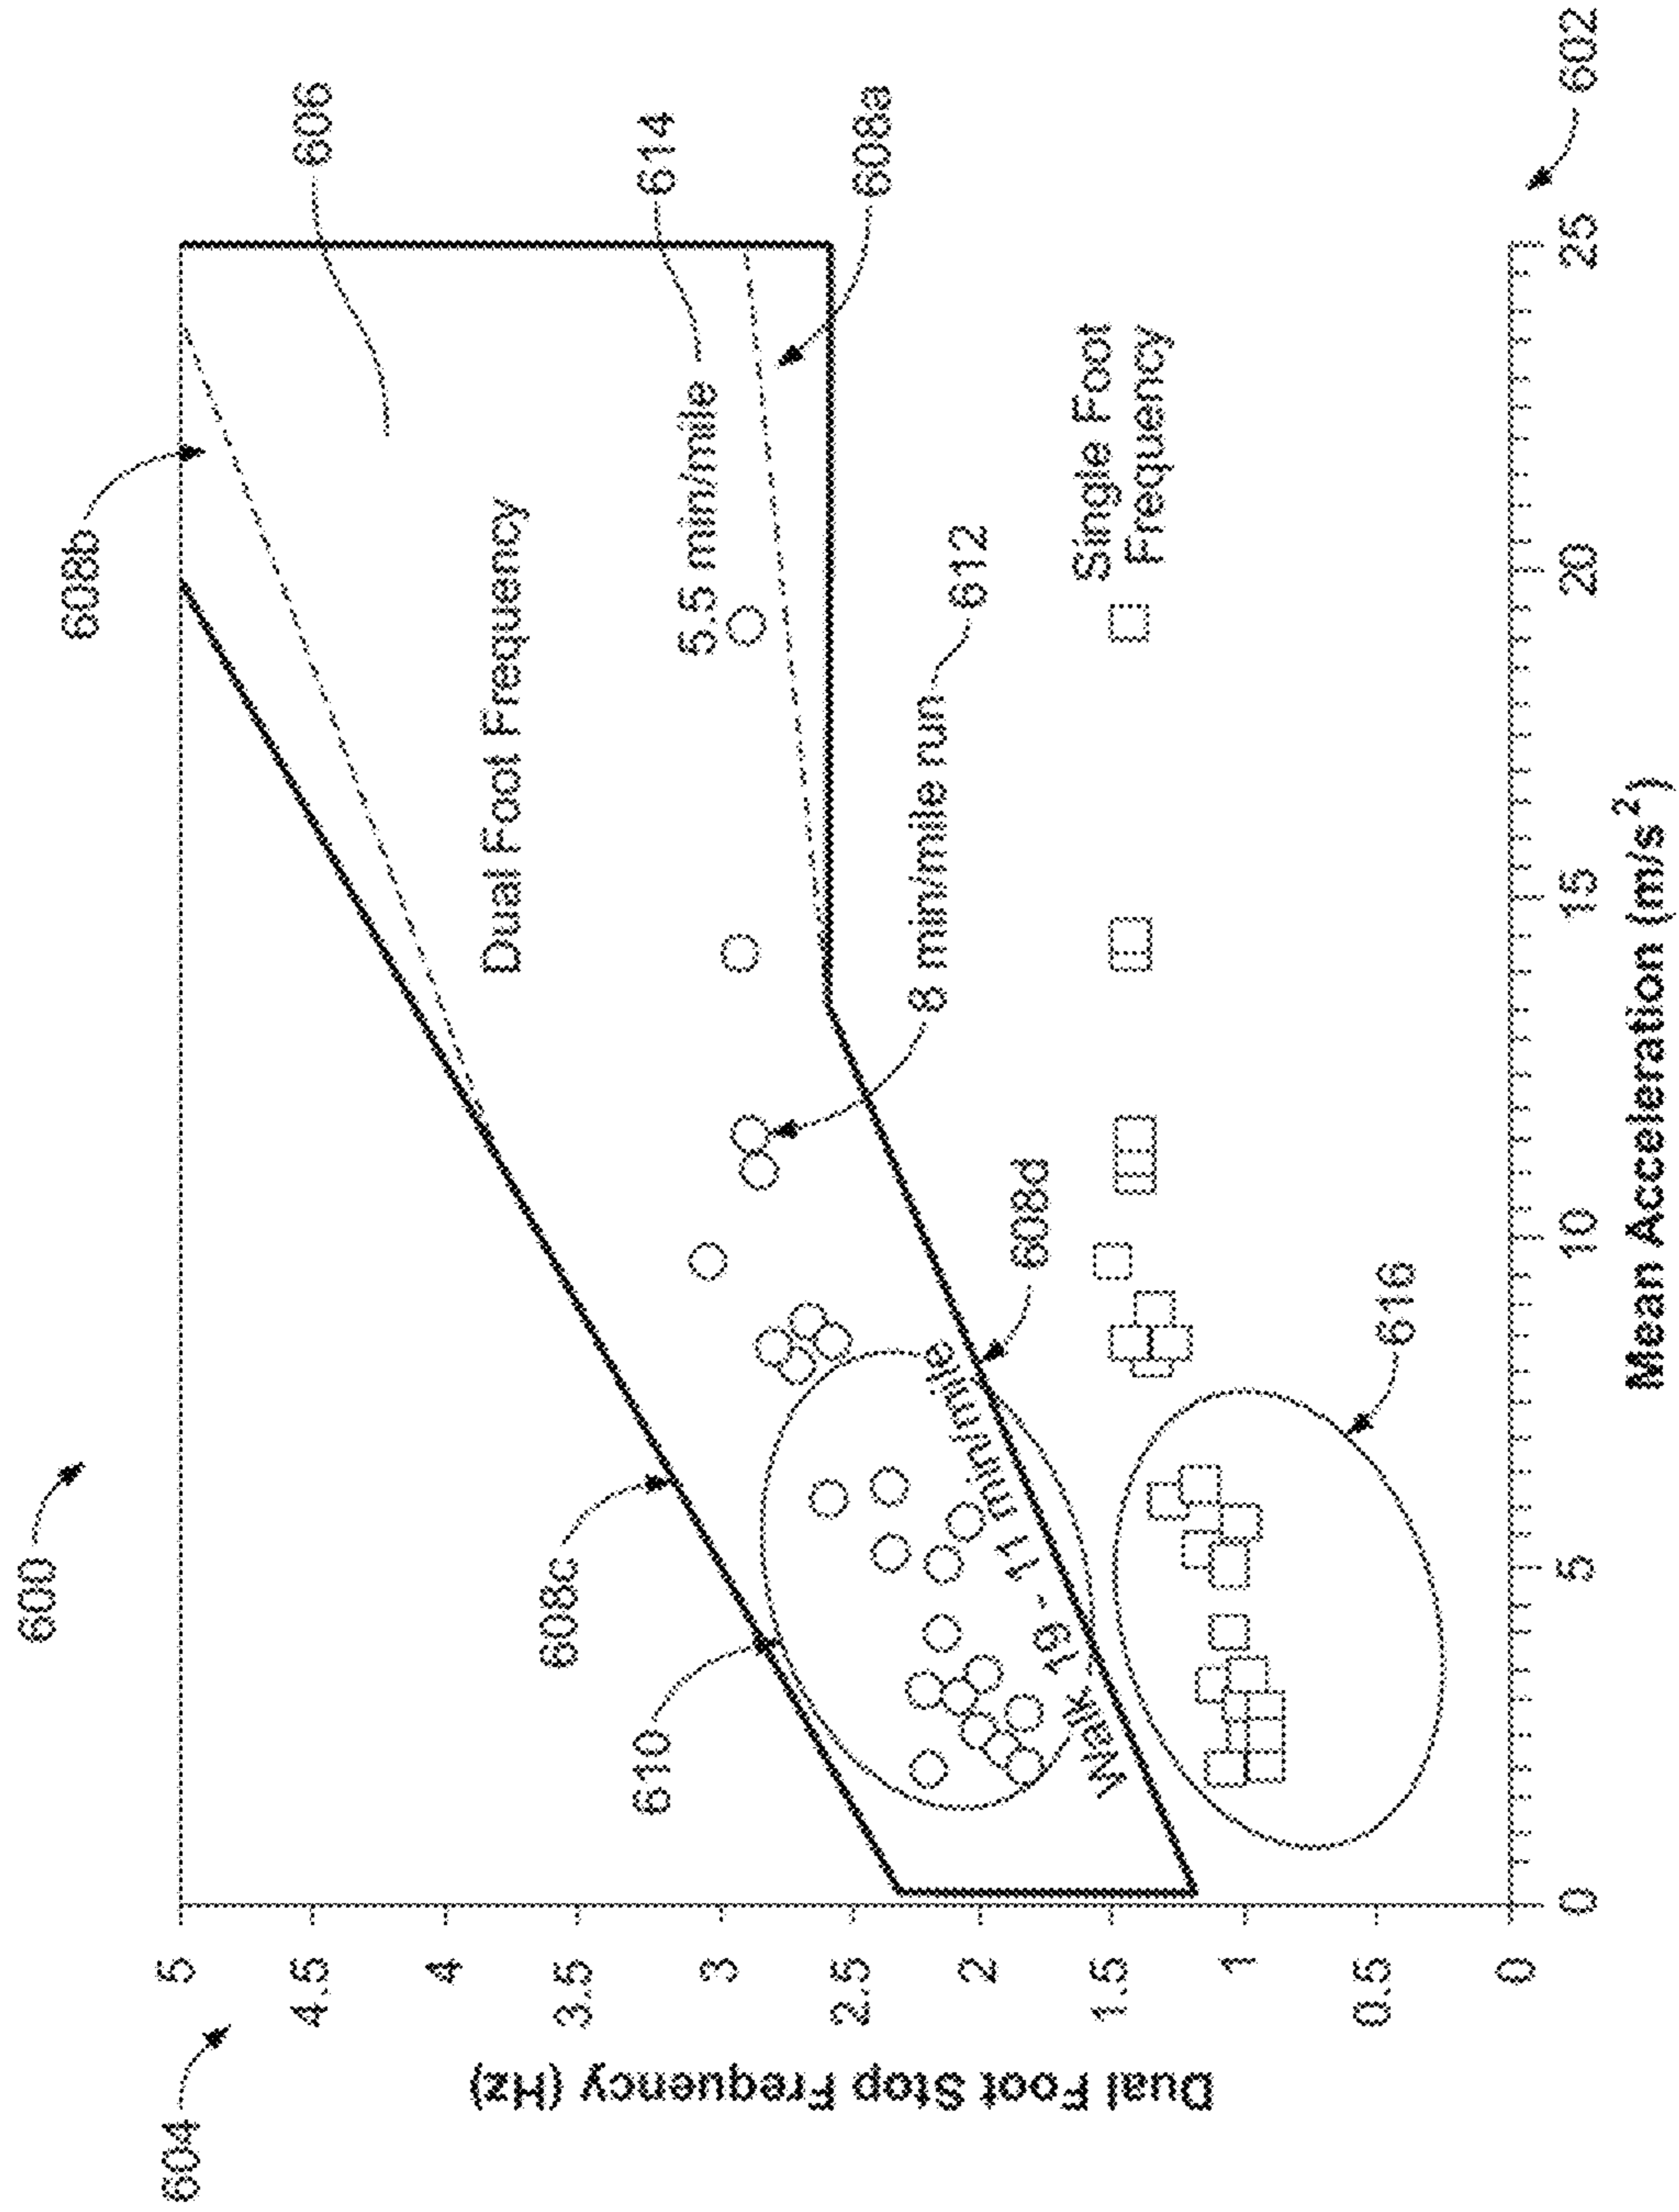 600
604
Dual Foot Stop Frequency (Hz)
5
4.5
4
3.5
3
2.5
2
1.5
1
0.5
0
608b
606
608c
Dual Foot Frequency
610
614
5.5 min/mile
608a
8 min/mile run
612
Walk 19 - 11 min/mile
608d
Single Foot
Frequency
616
0
5
10
15
20
25
602
Mean Acceleration (m/s²)